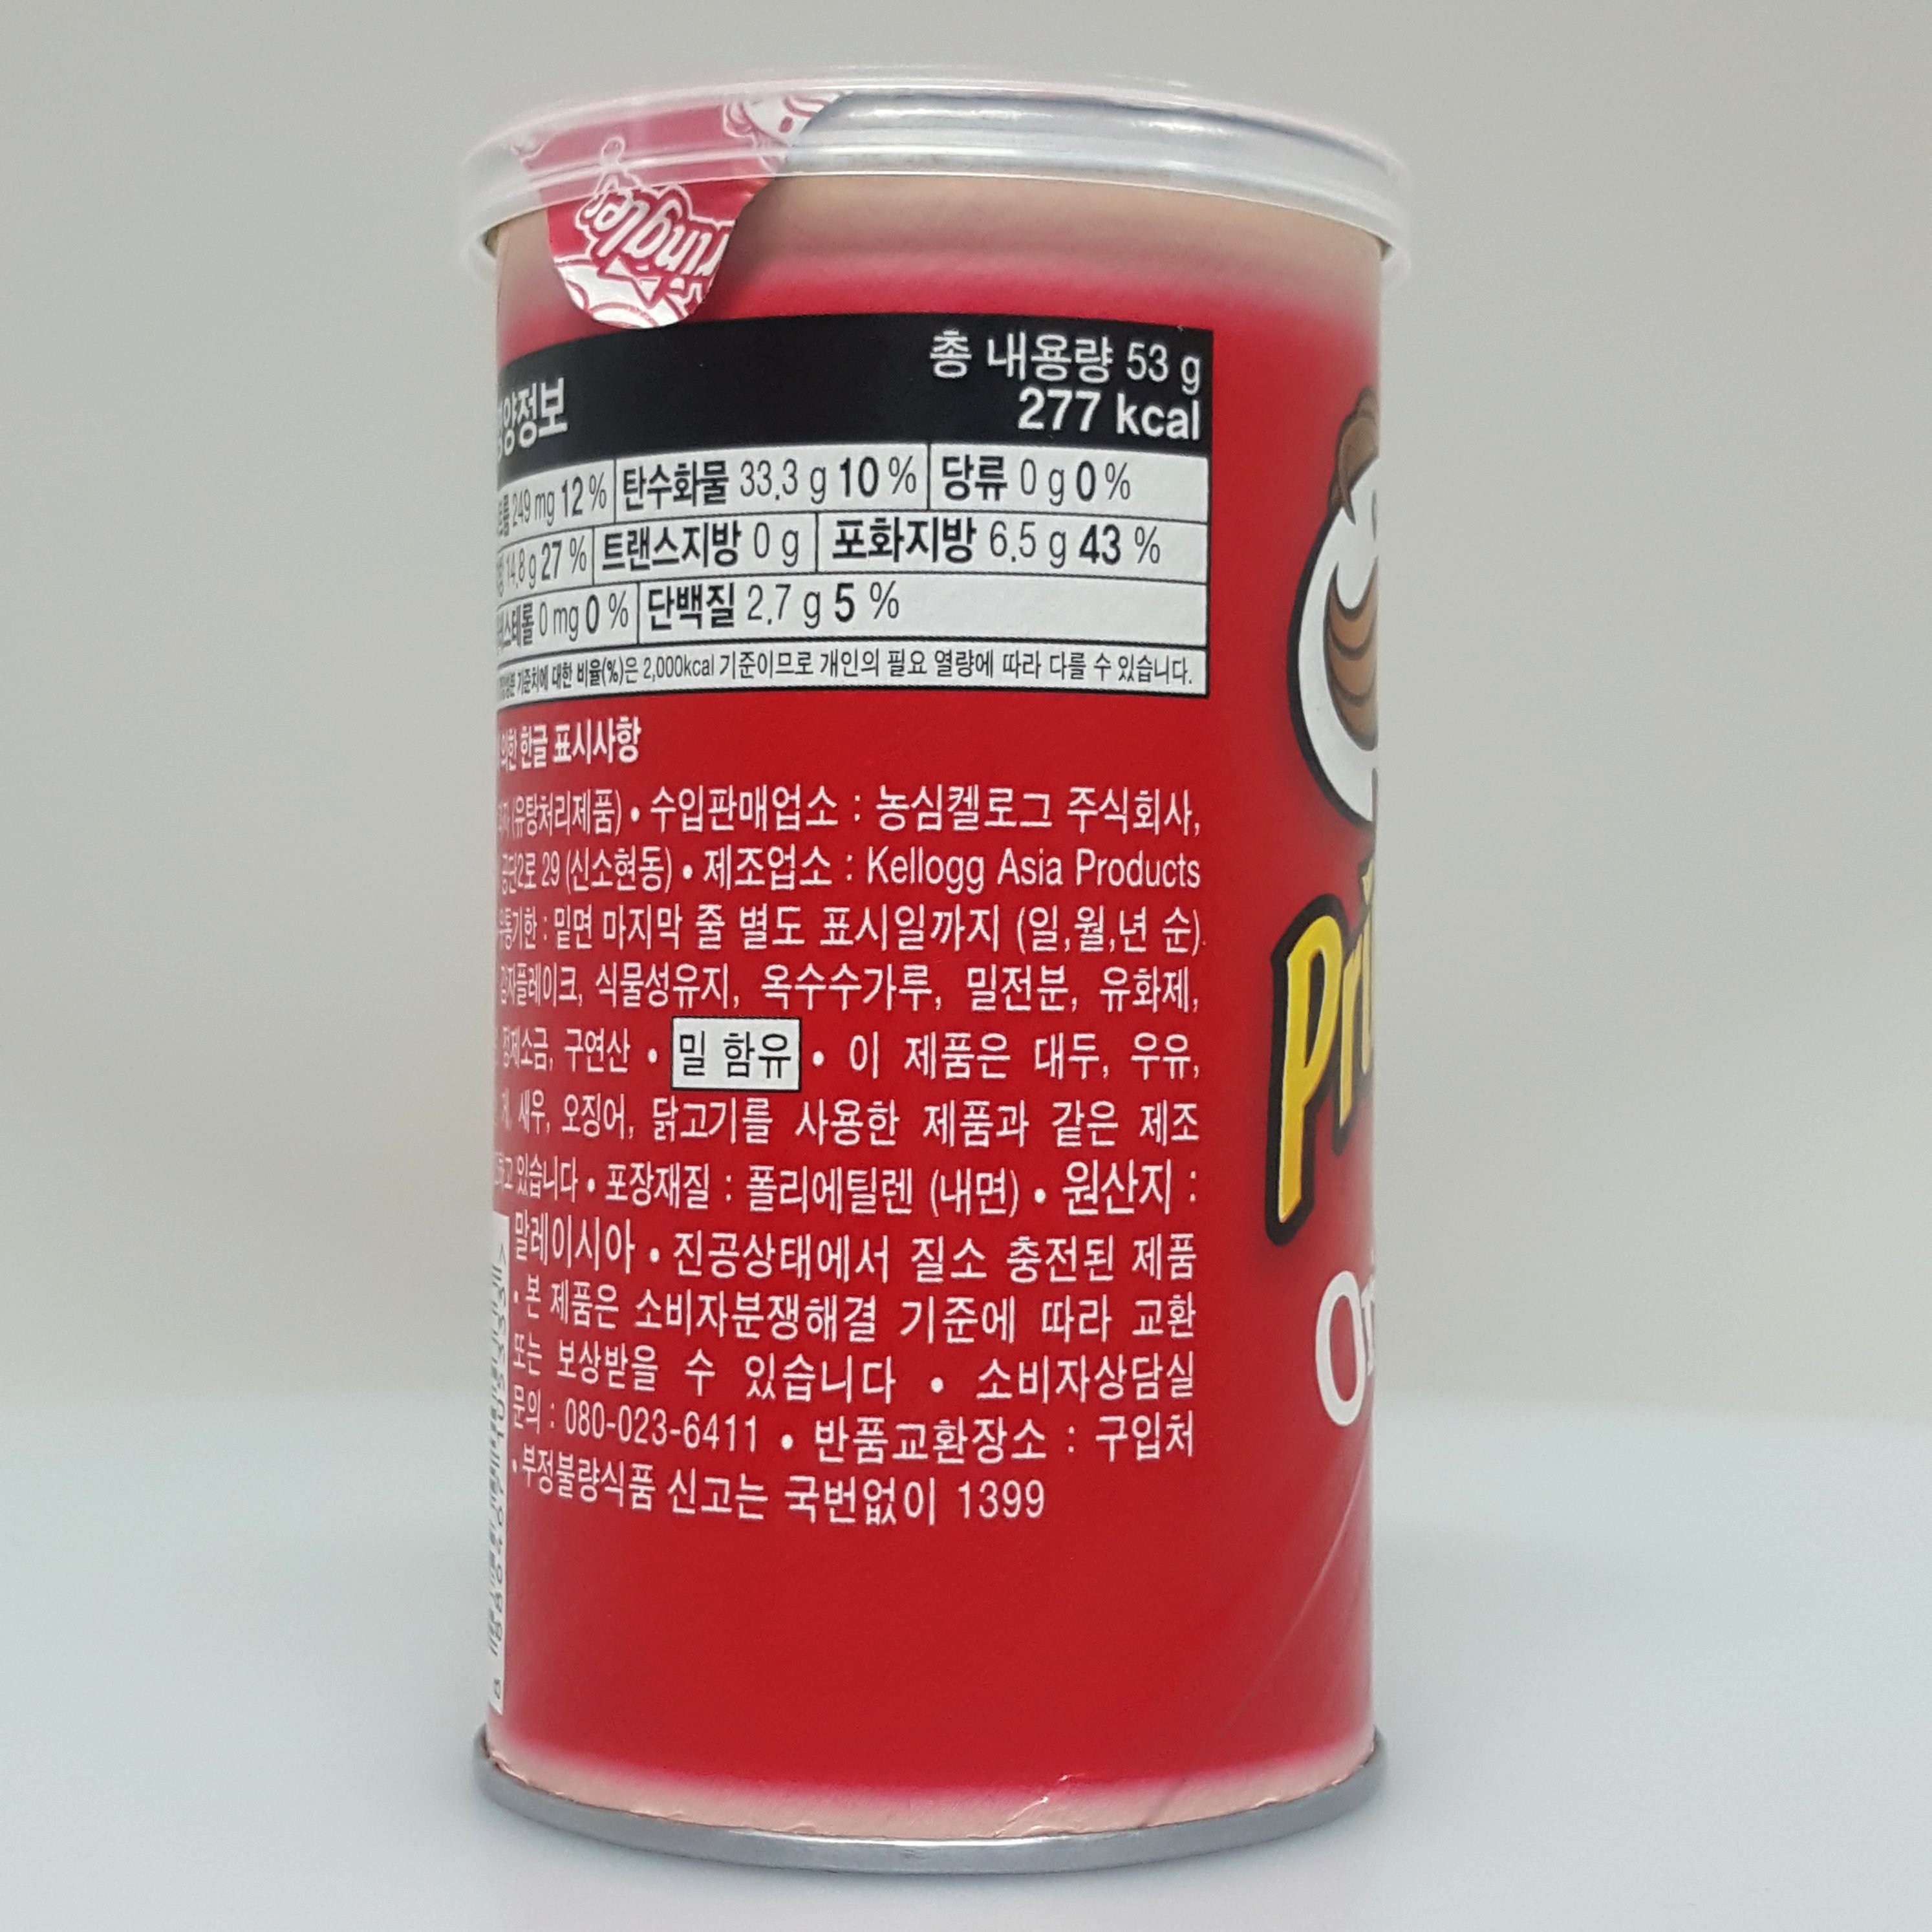 ringles
총 내용량 53 g
영양정보 277 kcal
249 mg 12 % 탄수화물 33.3 g 10 % 당류 0 g 0 %
14.8 g 27 % 트랜스지방 0 g 포화지방 6.5 g 43 %
0 mg 0 % 단백질 2.7 g 5 %
기준치에 대한 비율(%)은 2,000kcal 기준이므로 개인의 필요 열량에 따라 다를 수 있습니다.
의한 한글 표시사항
(유탕처리제품) • 수입판매업소 : 농심켈로그 주식회사,
공단2로 29 (신소현동) • 제조업소 : Kellogg Asia Products
유통기한 : 밑면 마지막 줄 별도 표시일까지 (일,월,년 순)
감자플레이크, 식물성유지, 옥수수가루, 밀전분, 유화제,
정제소금, 구연산 • 밀 함유 • 이 제품은 대두, 우유,
게, 새우, 오징어, 닭고기를 사용한 제품과 같은 제조
있습니다 • 포장재질 : 폴리에틸렌 (내면) • 원산지 :
말레이시아 • 진공상태에서 질소 충전된 제품
• 본 제품은 소비자분쟁해결 기준에 따라 교환
또는 보상받을 수 있습니다 • 소비자상담실
문의 : 080-023-6411 • 반품교환장소 : 구입처
• 부정불량식품 신고는 국번없이 1399
Pri
Or